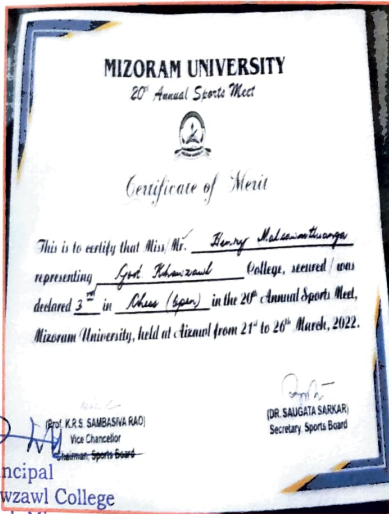 MIZORAM UNIVERSITY
20th Annual Sports Meet
Certificate of Merit
This is to certify that Miss/Mr. Henry Malsawmthuanga
representing Govt Khawzawl College, secured / was
declared 3rd in Chess (open) in the 20th Annual Sports Meet,
Mizoram University, held at Aizawl from 21st to 26th March, 2022.
(Prof. K.R.S. SAMBASIVA RAO)
Vice Chancellor
Chairman, Sports Board
(DR. SAUGATA SARKAR)
Secretary, Sports Board
ncipal
wzawl College